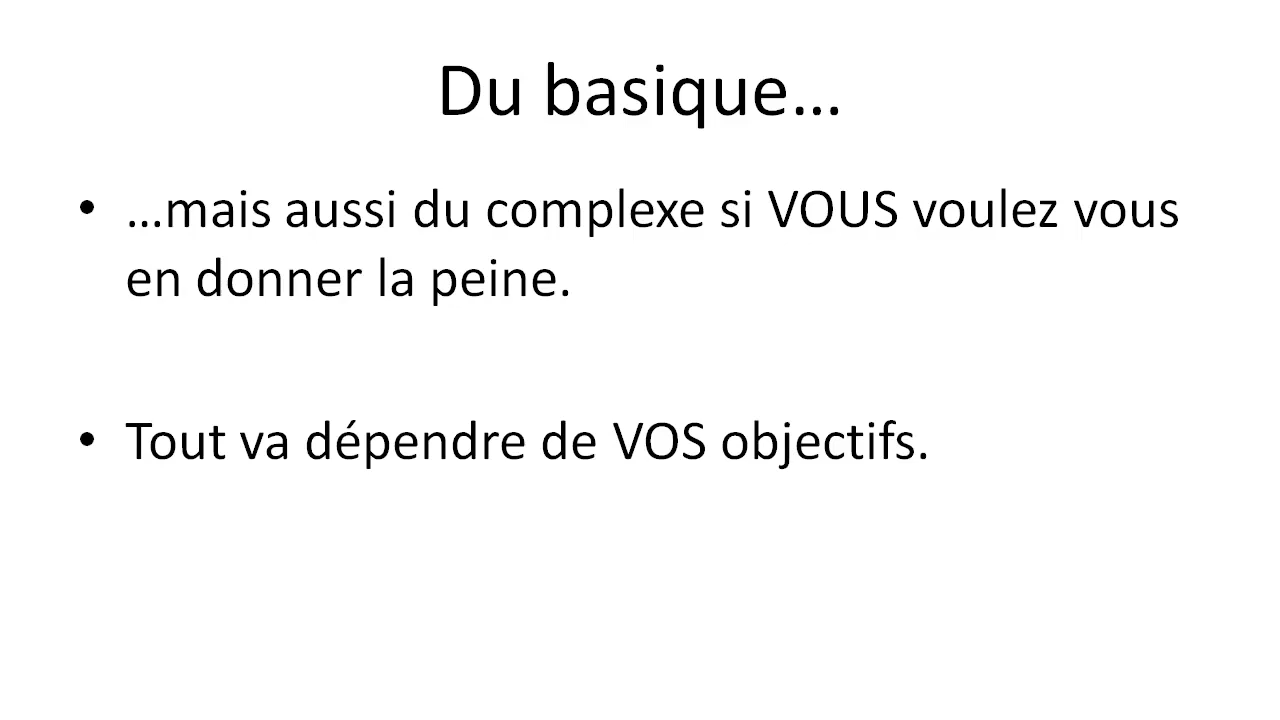 Du basique…
• …mais aussi du complexe si VOUS voulez vous
en donner la peine.
• Tout va dépendre de VOS objectifs.